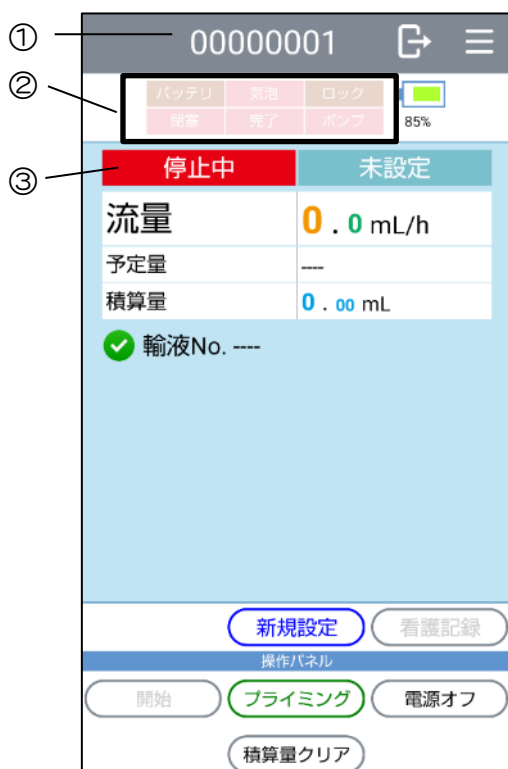 ① 00000001
② バッテリ 気泡 ロック
閉塞 完了 ポンプ 85%
③ 停止中 未設定
流量 0.0 mL/h
予定量 ----
積算量 0.00 mL
輸液No. ----
新規設定 看護記録
操作パネル
開始 プライミング 電源オフ
積算量クリア